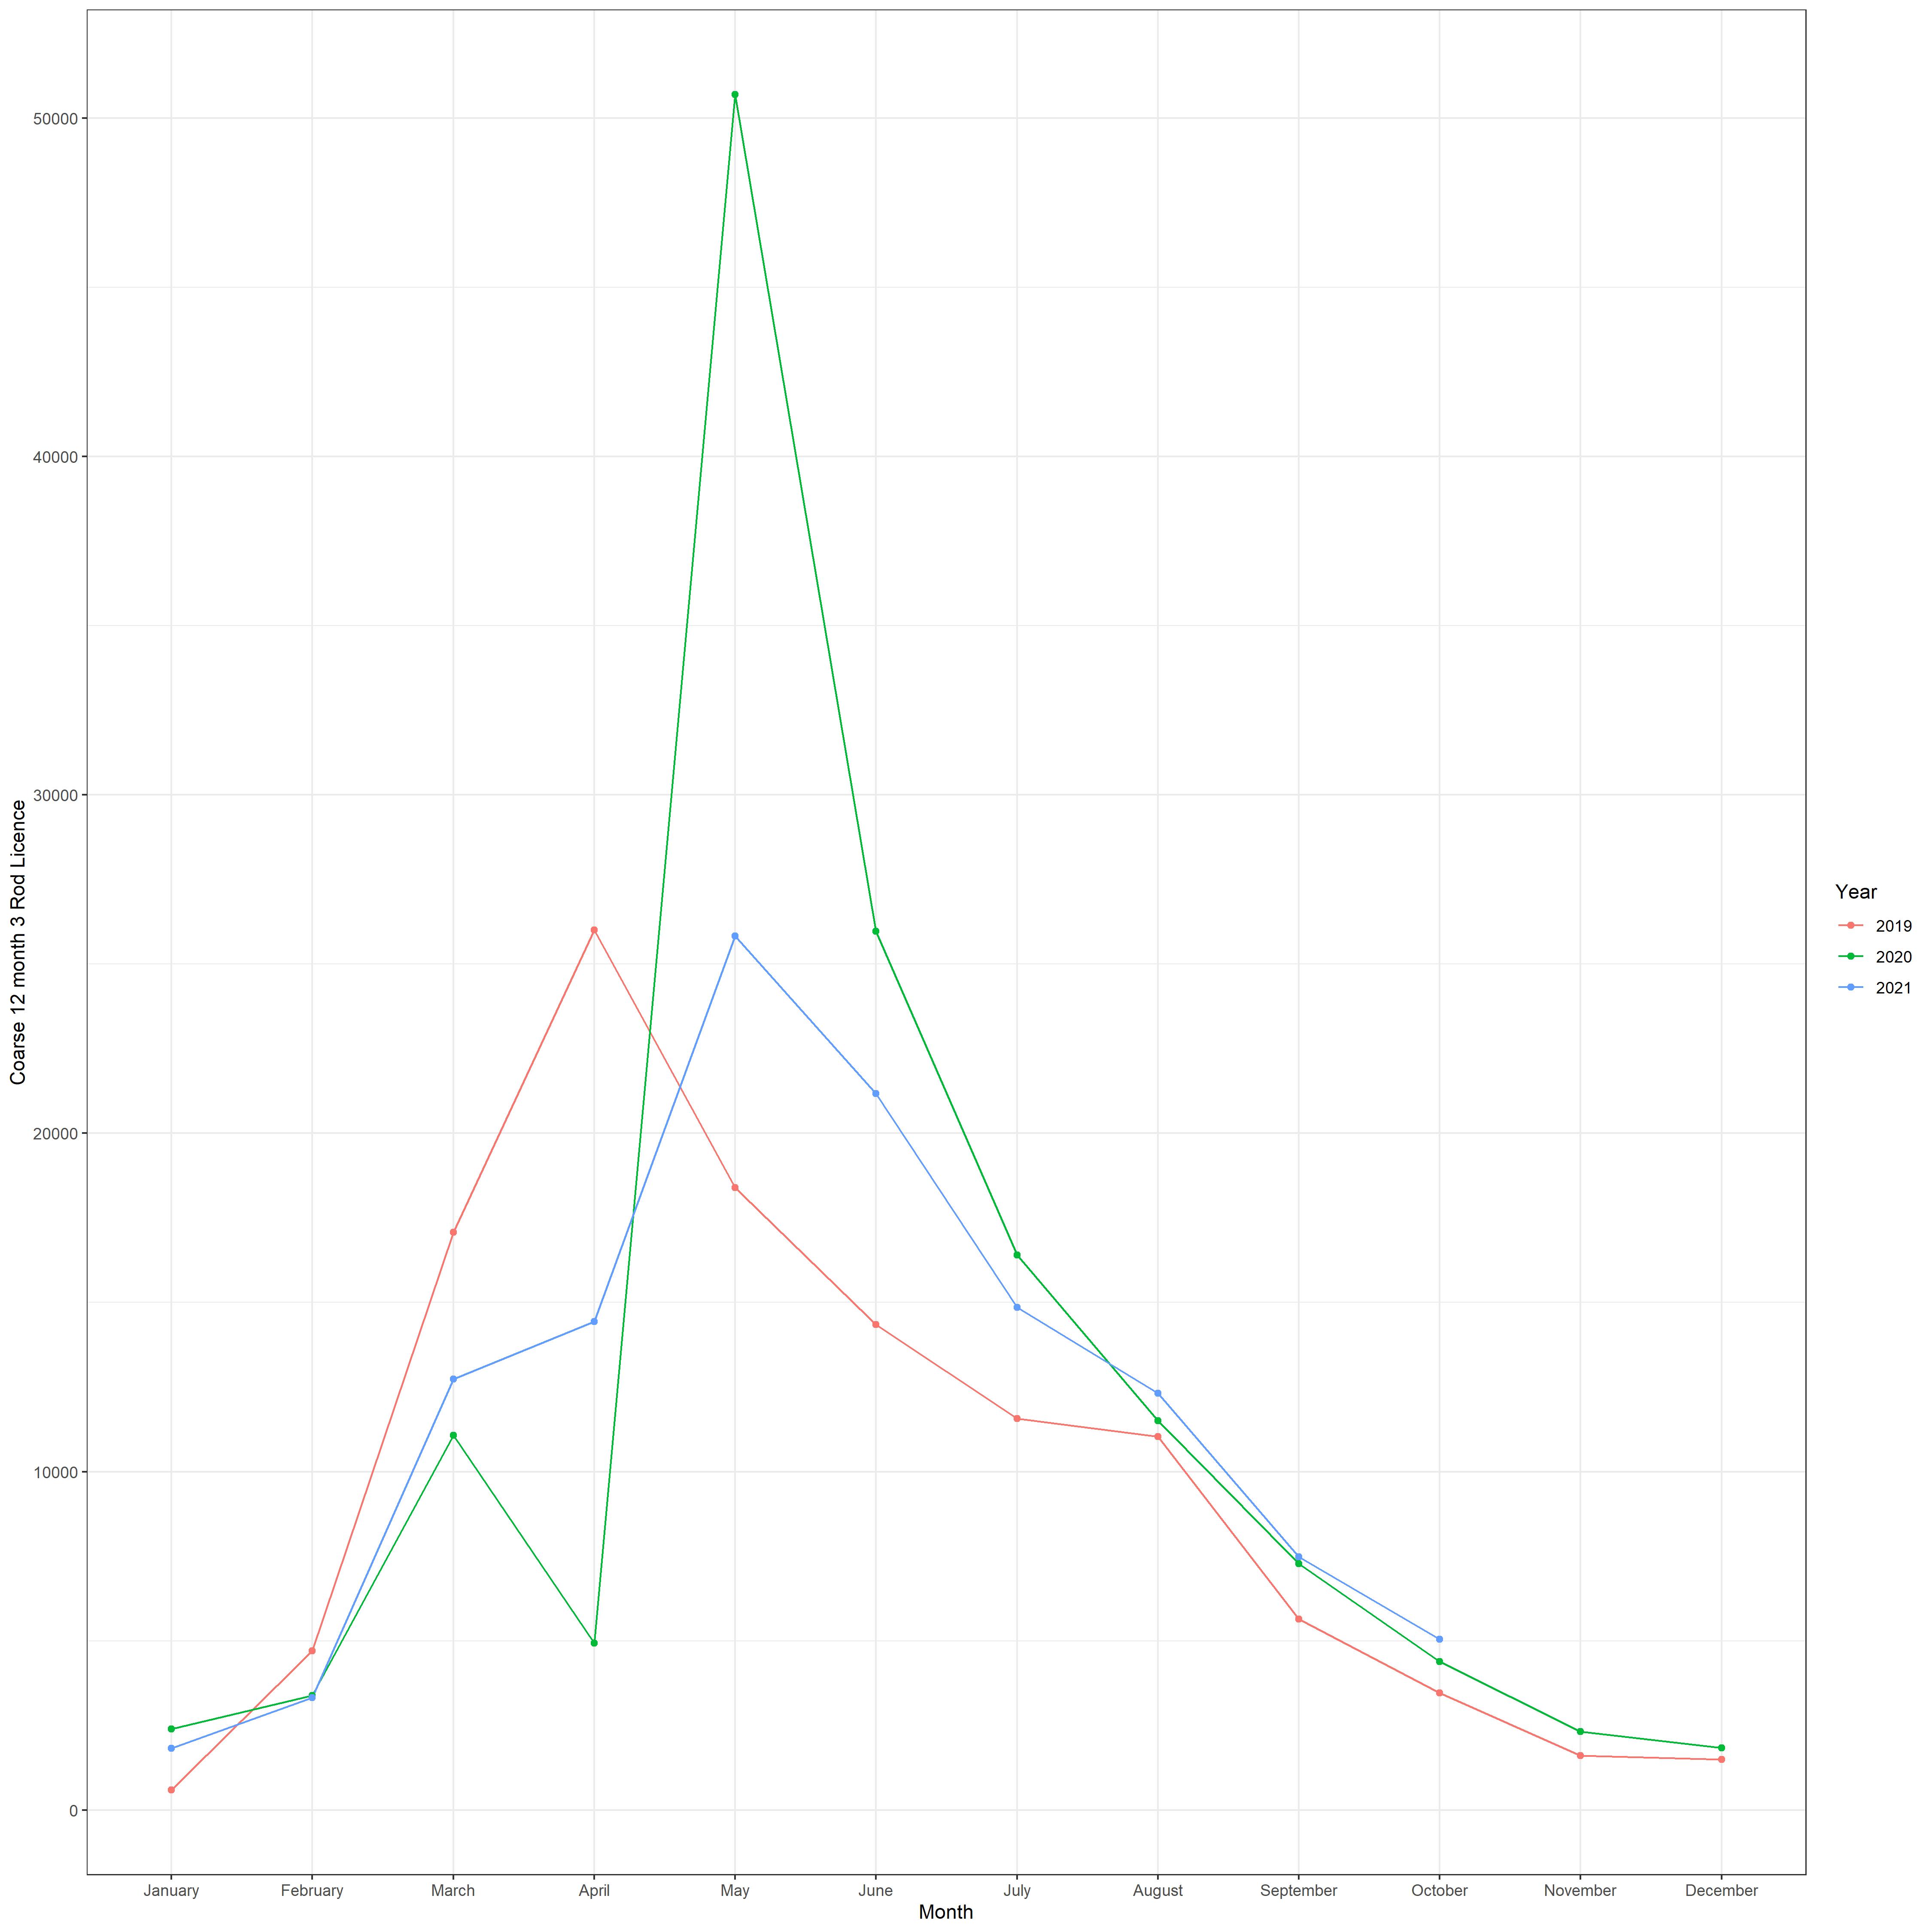 50000
40000
30000
20000
10000
0
Coarse 12 month 3 Rod Licence
January February March April May June July August September October November December
Month
Year
2019
2020
2021